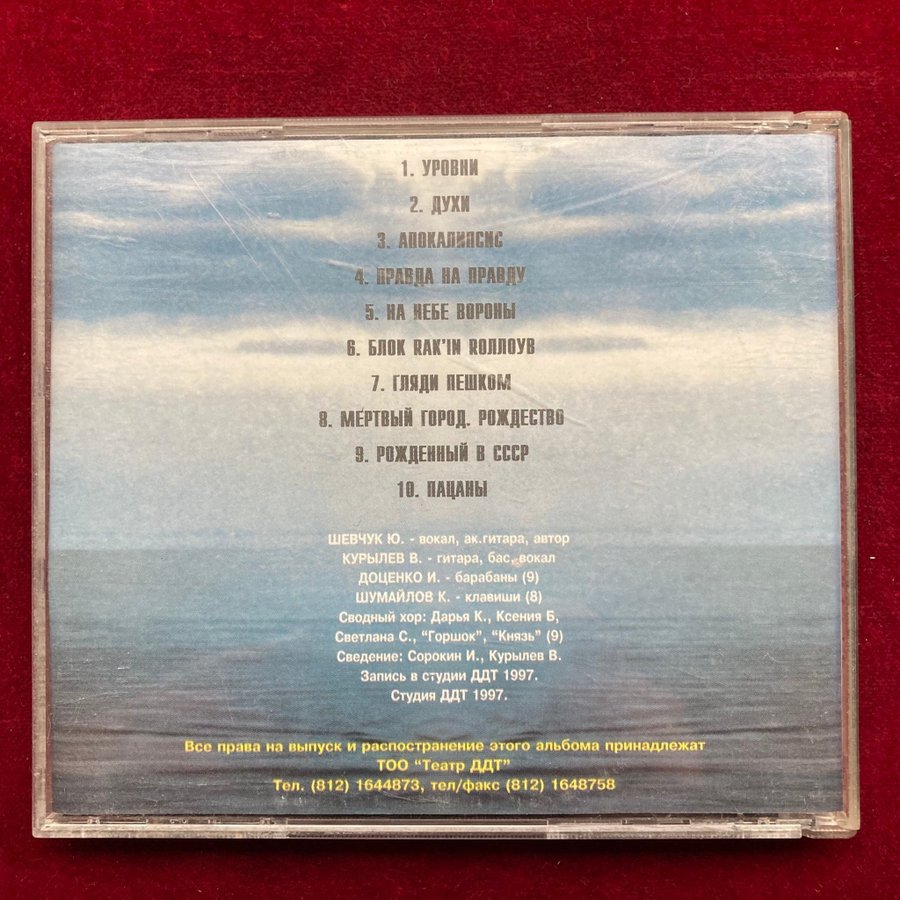 1. УРОВНИ
2. ДУХИ
3. АПОКАЛИПСИС
4. ПРАВДА НА ПРАВДУ
5. НА НЕБЕ ВОРОНЫ
6. БЛОК RAK'IN RОЛЛОУВ
7. ГЛЯДИ ПЕШКОМ
8. МЕРТВЫЙ ГОРОД. РОЖДЕСТВО
9. РОЖДЕННЫЙ В СССР
10. ПАЦАНЫ
ШЕВЧУК Ю. - вокал, ак.гитара, автор
КУРЫЛЕВ В. - гитара, бас, вокал
ДОЦЕНКО И. - барабаны (9)
ШУМАЙЛОВ К. - клавиши (8)
Сводный хор: Дарья К., Ксения Б,
Светлана С., “Горшок”, “Князь” (9)
Сведение: Сорокин И., Курылев В.
Запись в студии ДДТ 1997.
Студия ДДТ 1997.
Все права на выпуск и распостранение этого альбома принадлежат
ТОО “Театр ДДТ”
Тел. (812) 1644873, тел/факс (812) 1648758